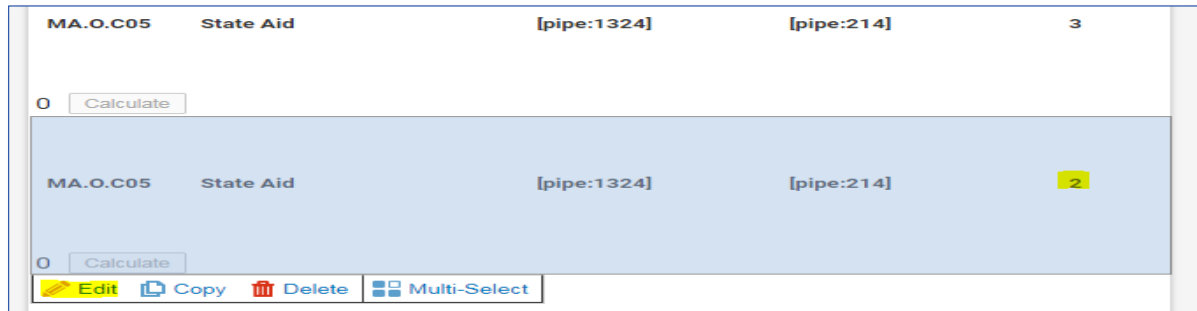 MA.O.C05 State Aid [pipe:1324] [pipe:214] 3
0 Calculate
MA.O.C05 State Aid [pipe:1324] [pipe:214] 2
0 Calculate
Edit Copy Delete Multi-Select